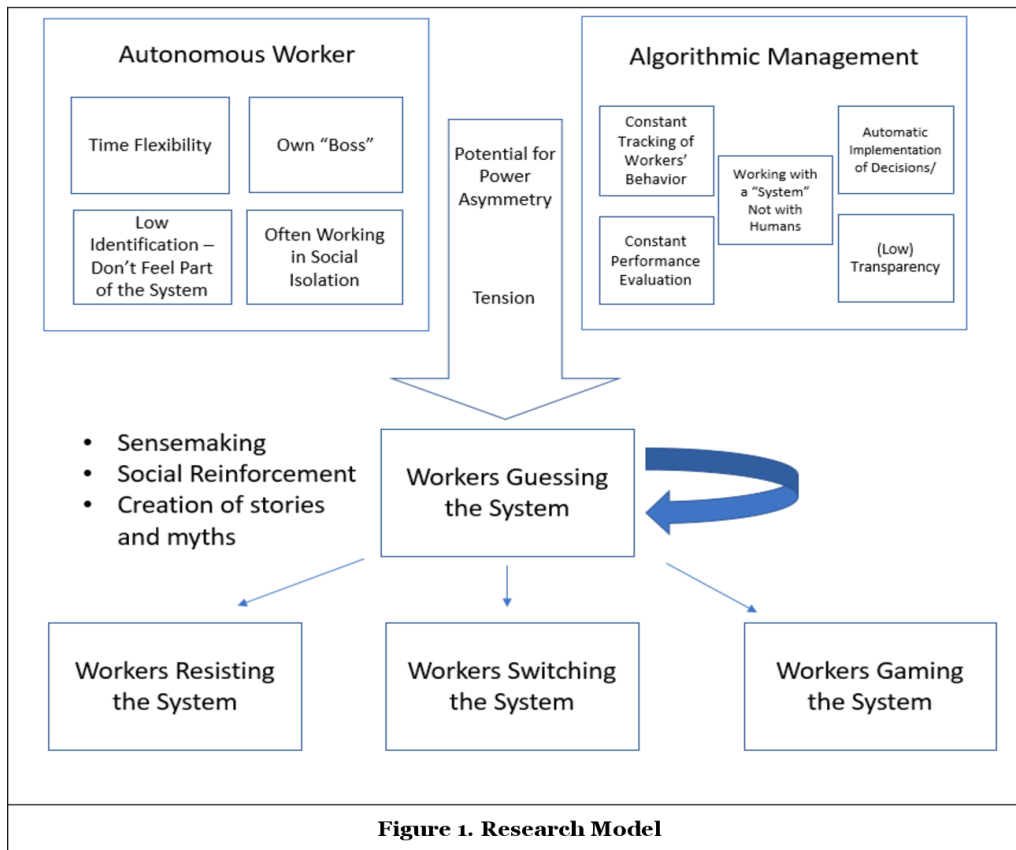 Autonomous Worker
Time Flexibility
Own “Boss”
Low
Identification –
Don’t Feel Part
of the System
Often Working
in Social
Isolation
Potential for
Power
Asymmetry
Tension
Algorithmic Management
Constant
Tracking of
Workers’
Behavior
Working with
a “System”
Not with
Humans
Automatic
Implementation
of Decisions/
Constant
Performance
Evaluation
(Low)
Transparency
• Sensemaking
• Social Reinforcement
• Creation of stories
and myths
Workers Guessing
the System
Workers Resisting
the System
Workers Switching
the System
Workers Gaming
the System
Figure 1. Research Model